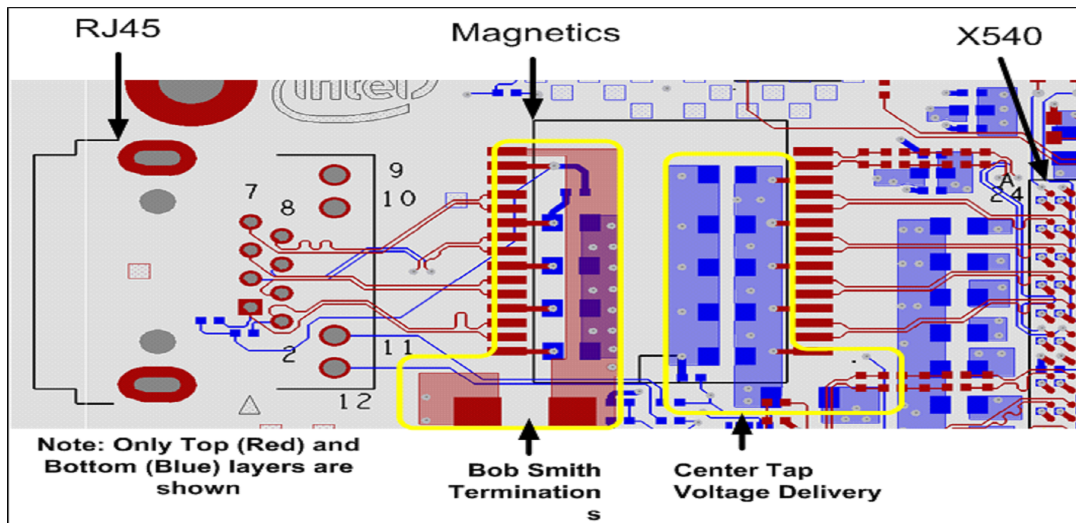 RJ45
Magnetics
X540
intel
9
7
10
8
A
24
2
11
12
Note: Only Top (Red) and
Bottom (Blue) layers are
shown
Bob Smith
Termination
s
Center Tap
Voltage Delivery